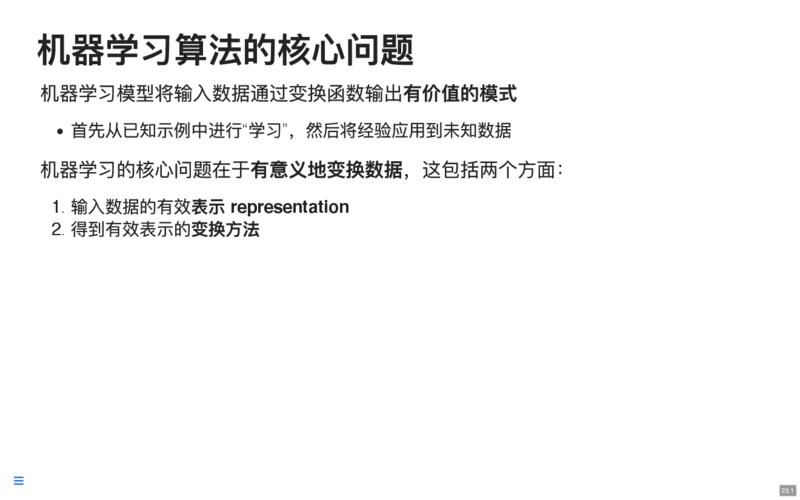 机器学习算法的核心问题
机器学习模型将输入数据通过变换函数输出有价值的模式
• 首先从已知示例中进行“学习”，然后将经验应用到未知数据
机器学习的核心问题在于有意义地变换数据，这包括两个方面：
1. 输入数据的有效表示 representation
2. 得到有效表示的变换方法
23.1